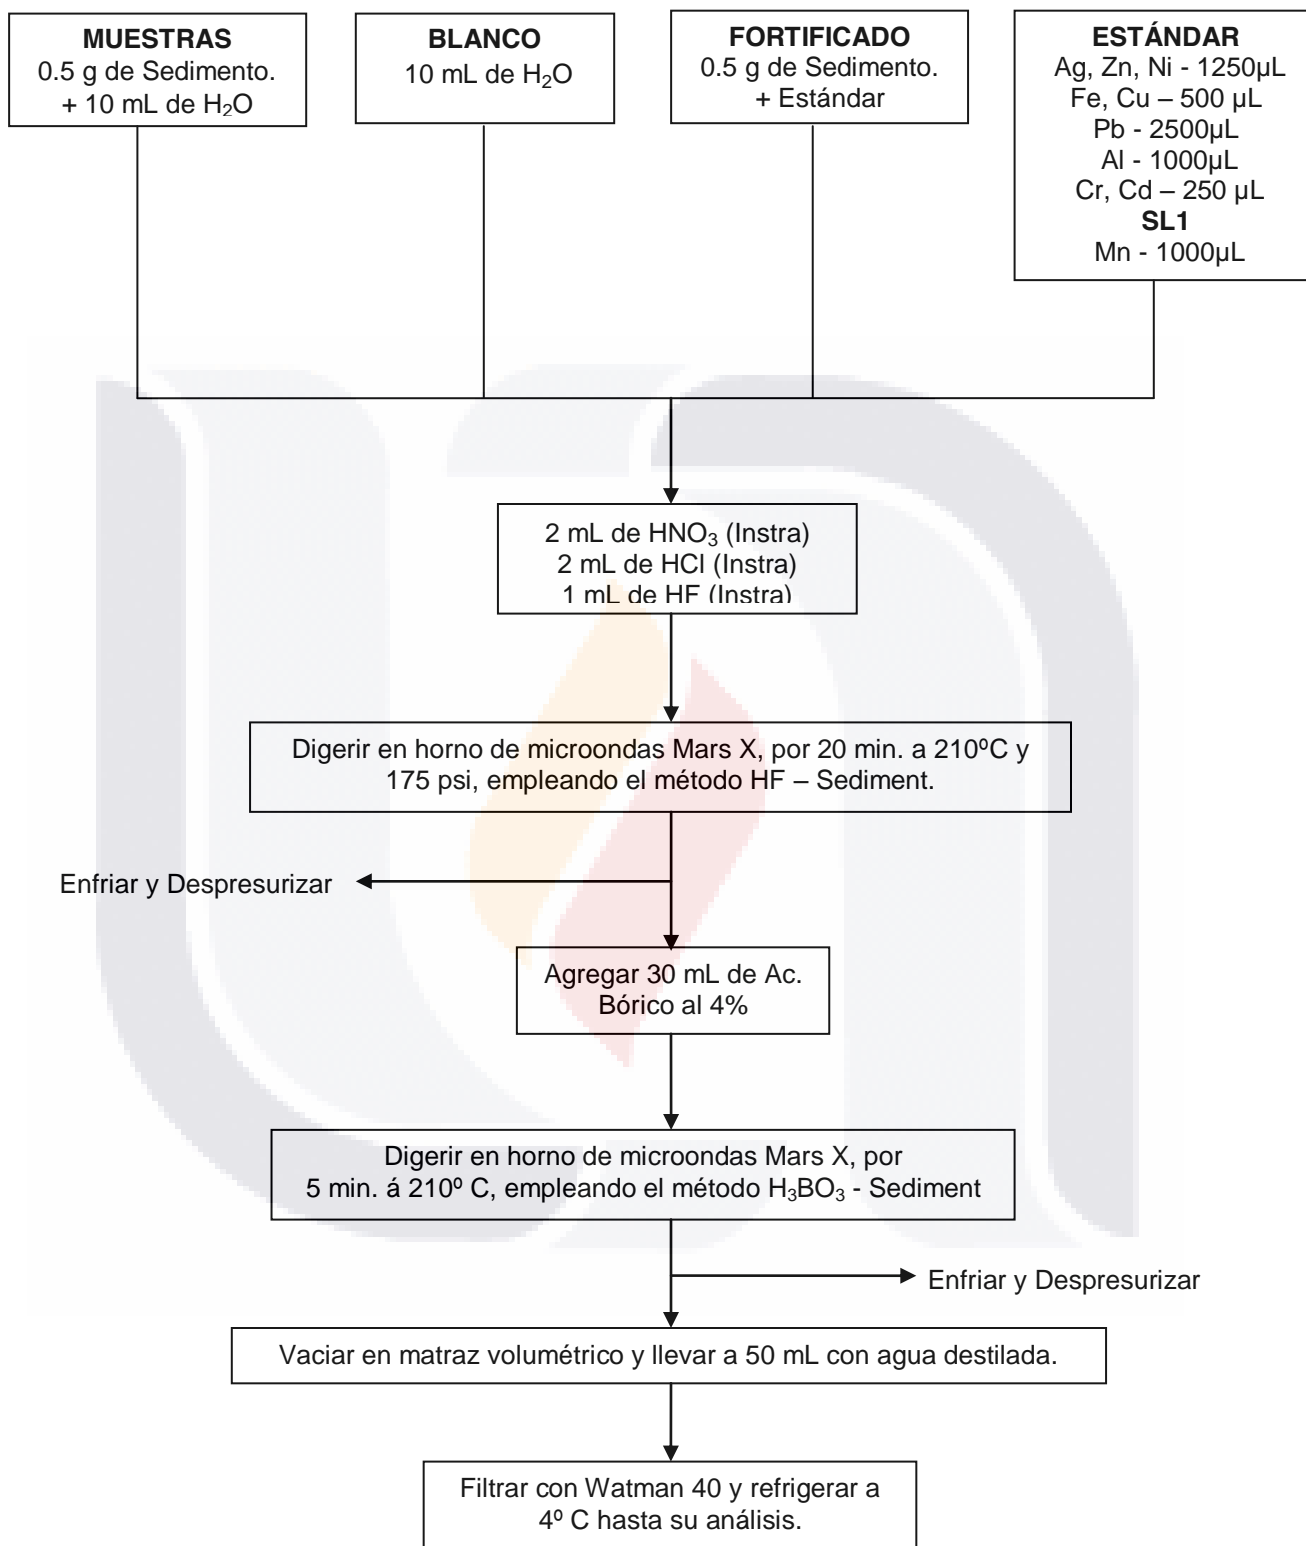 MUESTRAS
0.5 g de Sedimento.
+ 10 mL de H₂O
BLANCO
10 mL de H₂O
FORTIFICADO
0.5 g de Sedimento.
+ Estándar
ESTÁNDAR
Ag, Zn, Ni - 1250µL
Fe, Cu – 500 µL
Pb - 2500µL
Al - 1000µL
Cr, Cd – 250 µL
SL1
Mn - 1000µL
2 mL de HNO₃ (Instra)
2 mL de HCl (Instra)
1 mL de HF (Instra)
Digerir en horno de microondas Mars X, por 20 min. a 210ºC y
175 psi, empleando el método HF – Sediment.
Enfriar y Despresurizar
Agregar 30 mL de Ac.
Bórico al 4%
Digerir en horno de microondas Mars X, por
5 min. á 210º C, empleando el método H₃BO₃ - Sediment
Enfriar y Despresurizar
Vaciar en matraz volumétrico y llevar a 50 mL con agua destilada.
Filtrar con Watman 40 y refrigerar a
4º C hasta su análisis.